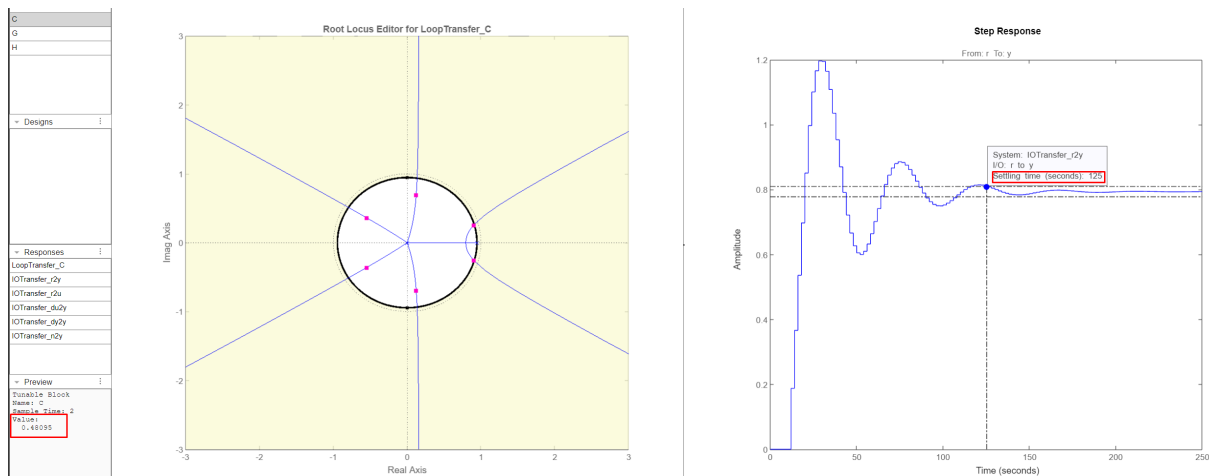 C
G
H
Designs
Responses
LoopTransfer_C
IOTransfer_r2y
IOTransfer_r2u
IOTransfer_du2y
IOTransfer_dy2y
IOTransfer_n2y
Preview
Tunable Block
Name: C
Sample Time: 2
Value:
0.48095
Root Locus Editor for LoopTransfer_C
3
2
1
0
-1
-2
-3
-3
-2
-1
0
1
2
3
Imag Axis
Real Axis
Step Response
From: r To: y
1.2
1
0.8
0.6
0.4
0.2
0
0
50
100
150
200
250
Amplitude
Time (seconds)
System: IOTransfer_r2y
I/O: r to y
Settling time (seconds): 125